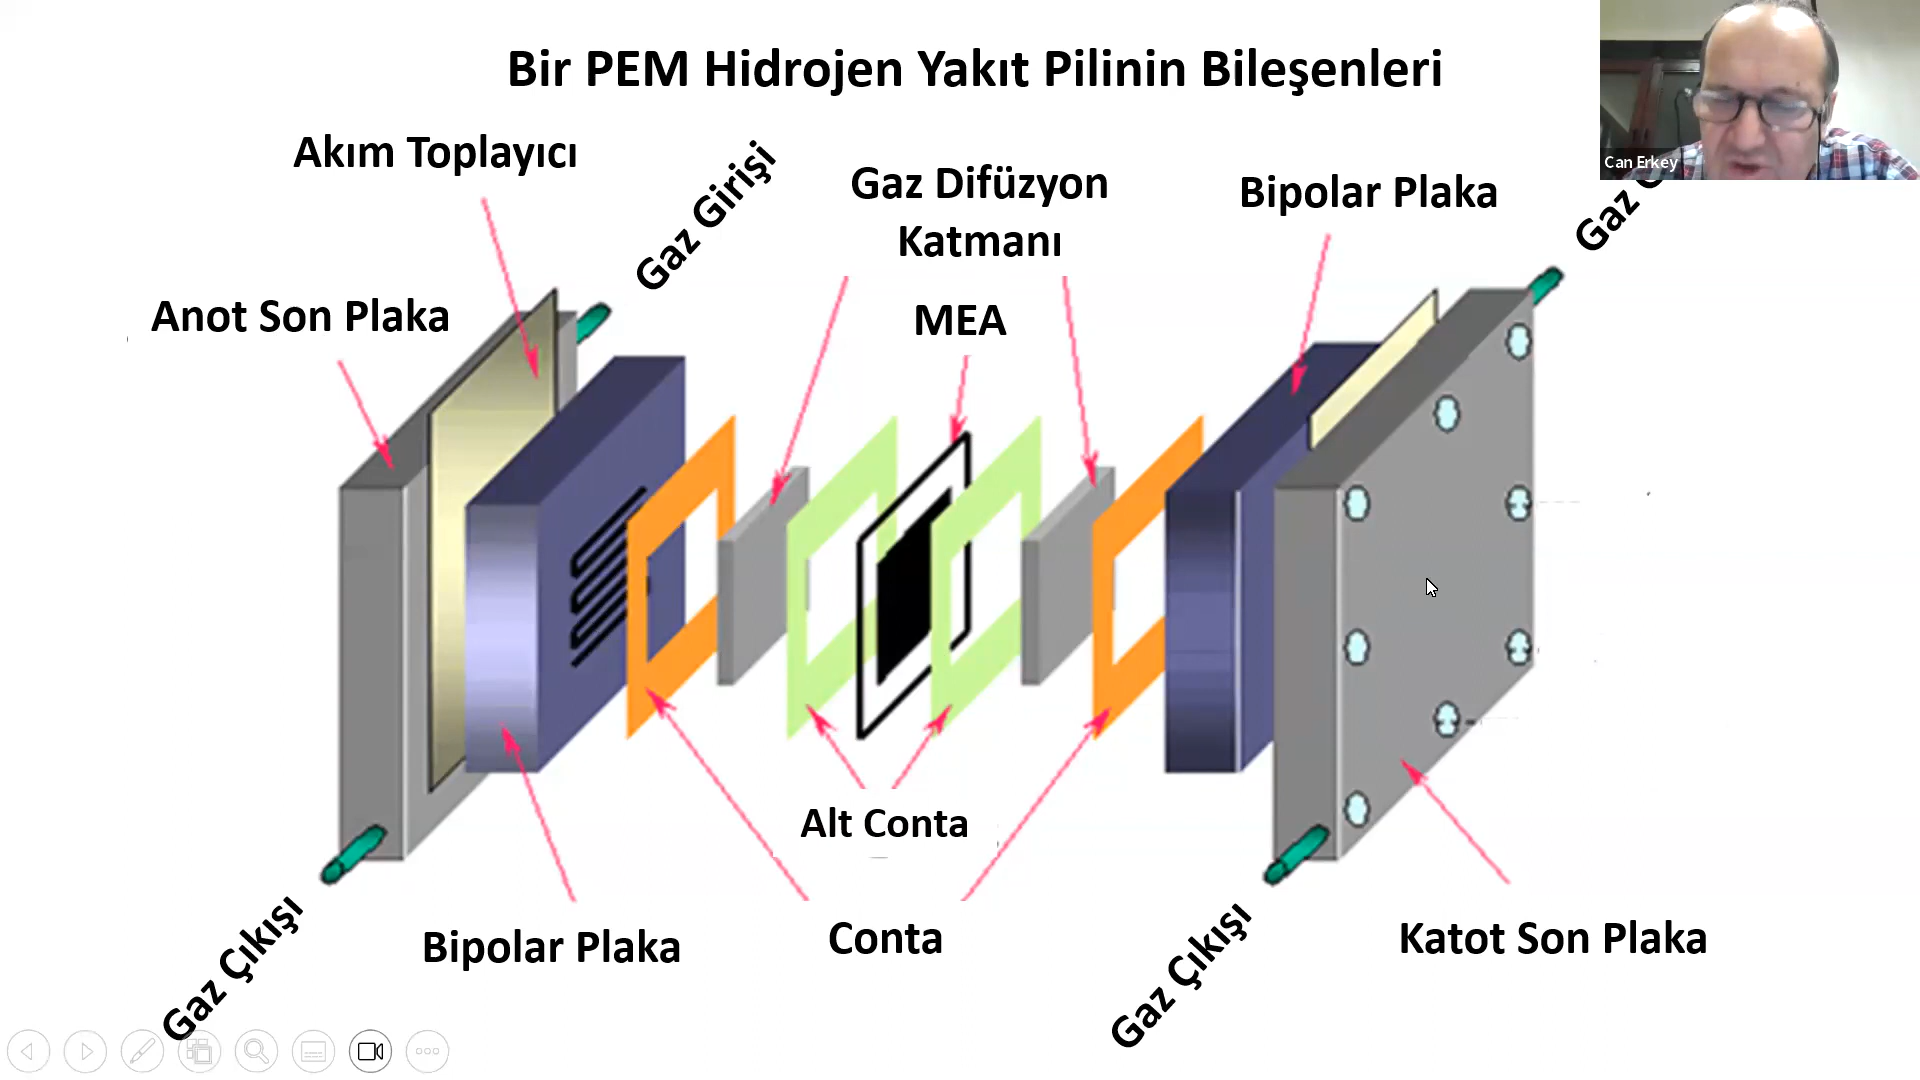 Bir PEM Hidrojen Yakıt Pilinin Bileşenleri
Can Erkey
Akım Toplayıcı
Gaz Girişi
Gaz Difüzyon
Katmanı
Bipolar Plaka
Gaz
Anot Son Plaka
MEA
Alt Conta
Gaz Çıkışı
Bipolar Plaka
Conta
Gaz Çıkışı
Katot Son Plaka